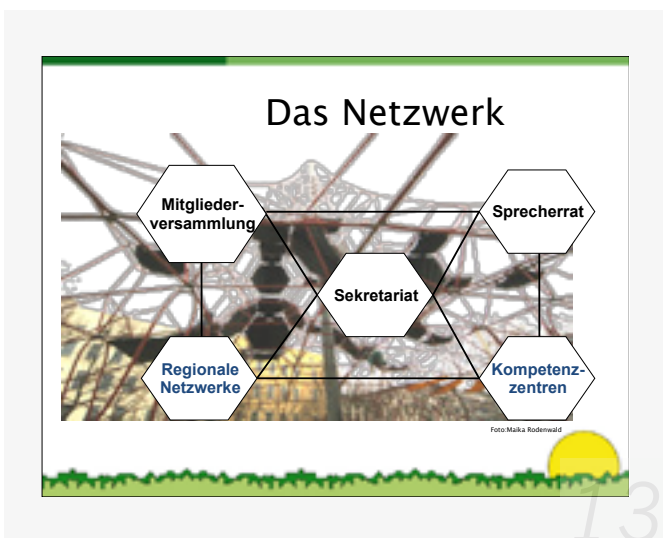 Das Netzwerk
Mitglieder-
versammlung
Sprecherrat
Sekretariat
Regionale
Netzwerke
Kompetenz-
zentren
Foto:Maika Rodenwald
13